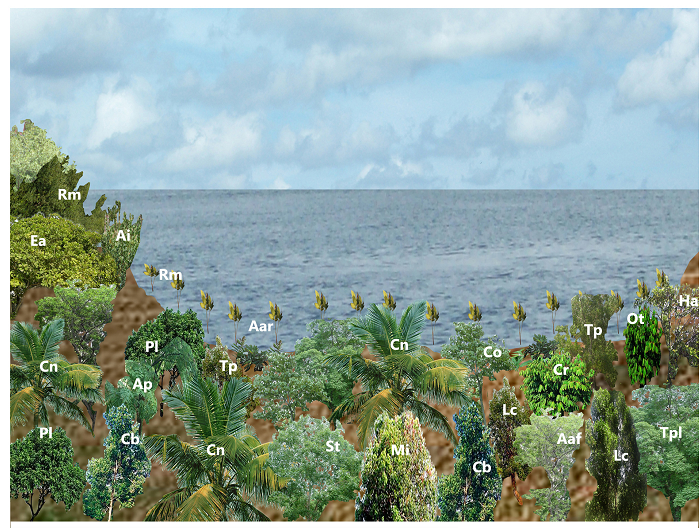 Rm
Ea
Ai
Rm
Ha
Aar
Ot
Tp
Pl
Cn
Co
Cn
Tp
Cr
Ap
Lc
Pl
Cb
Aaf
Tpl
St
Mi
Cn
Lc
Cb